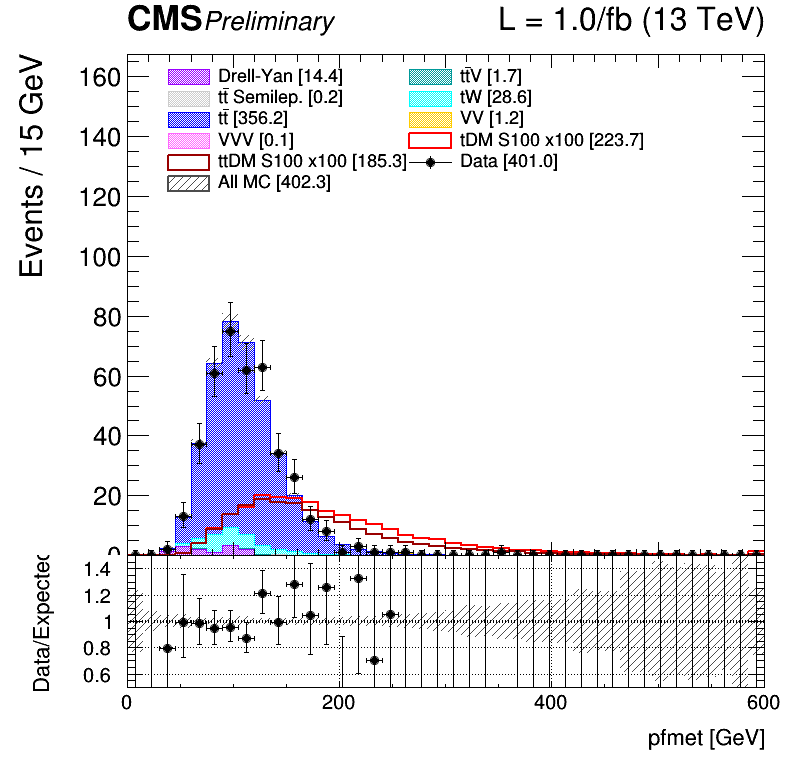 CMS Preliminary L = 1.0/fb (13 TeV)
Events / 15 GeV
160
140
120
100
80
60
40
20
0
Drell-Yan [14.4]
tt̄ Semilep. [0.2]
tt̄ [356.2]
VVV [0.1]
ttDM S100 x100 [185.3]
All MC [402.3]
tt̄V [1.7]
tW [28.6]
VV [1.2]
tDM S100 x100 [223.7]
Data [401.0]
Data/Expected
1.4
1.2
1
0.8
0.6
0 200 400 600
pfmet [GeV]